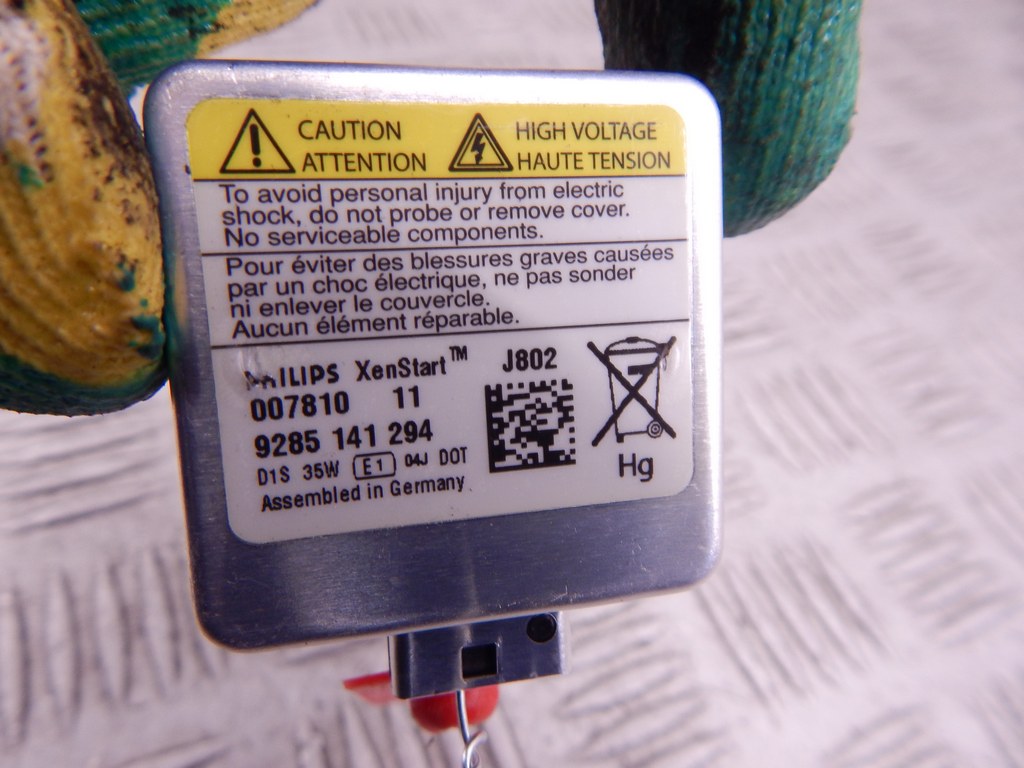 CAUTION
ATTENTION
HIGH VOLTAGE
HAUTE TENSION
To avoid personal injury from electric
shock, do not probe or remove cover.
No serviceable components.
Pour éviter des blessures graves causées
par un choc électrique, ne pas sonder
ni enlever le couvercle.
Aucun élément réparable.
PHILIPS XenStart™
J802
007810 11
9285 141 294
D1S 35W E1 04J DOT
Assembled in Germany
Hg